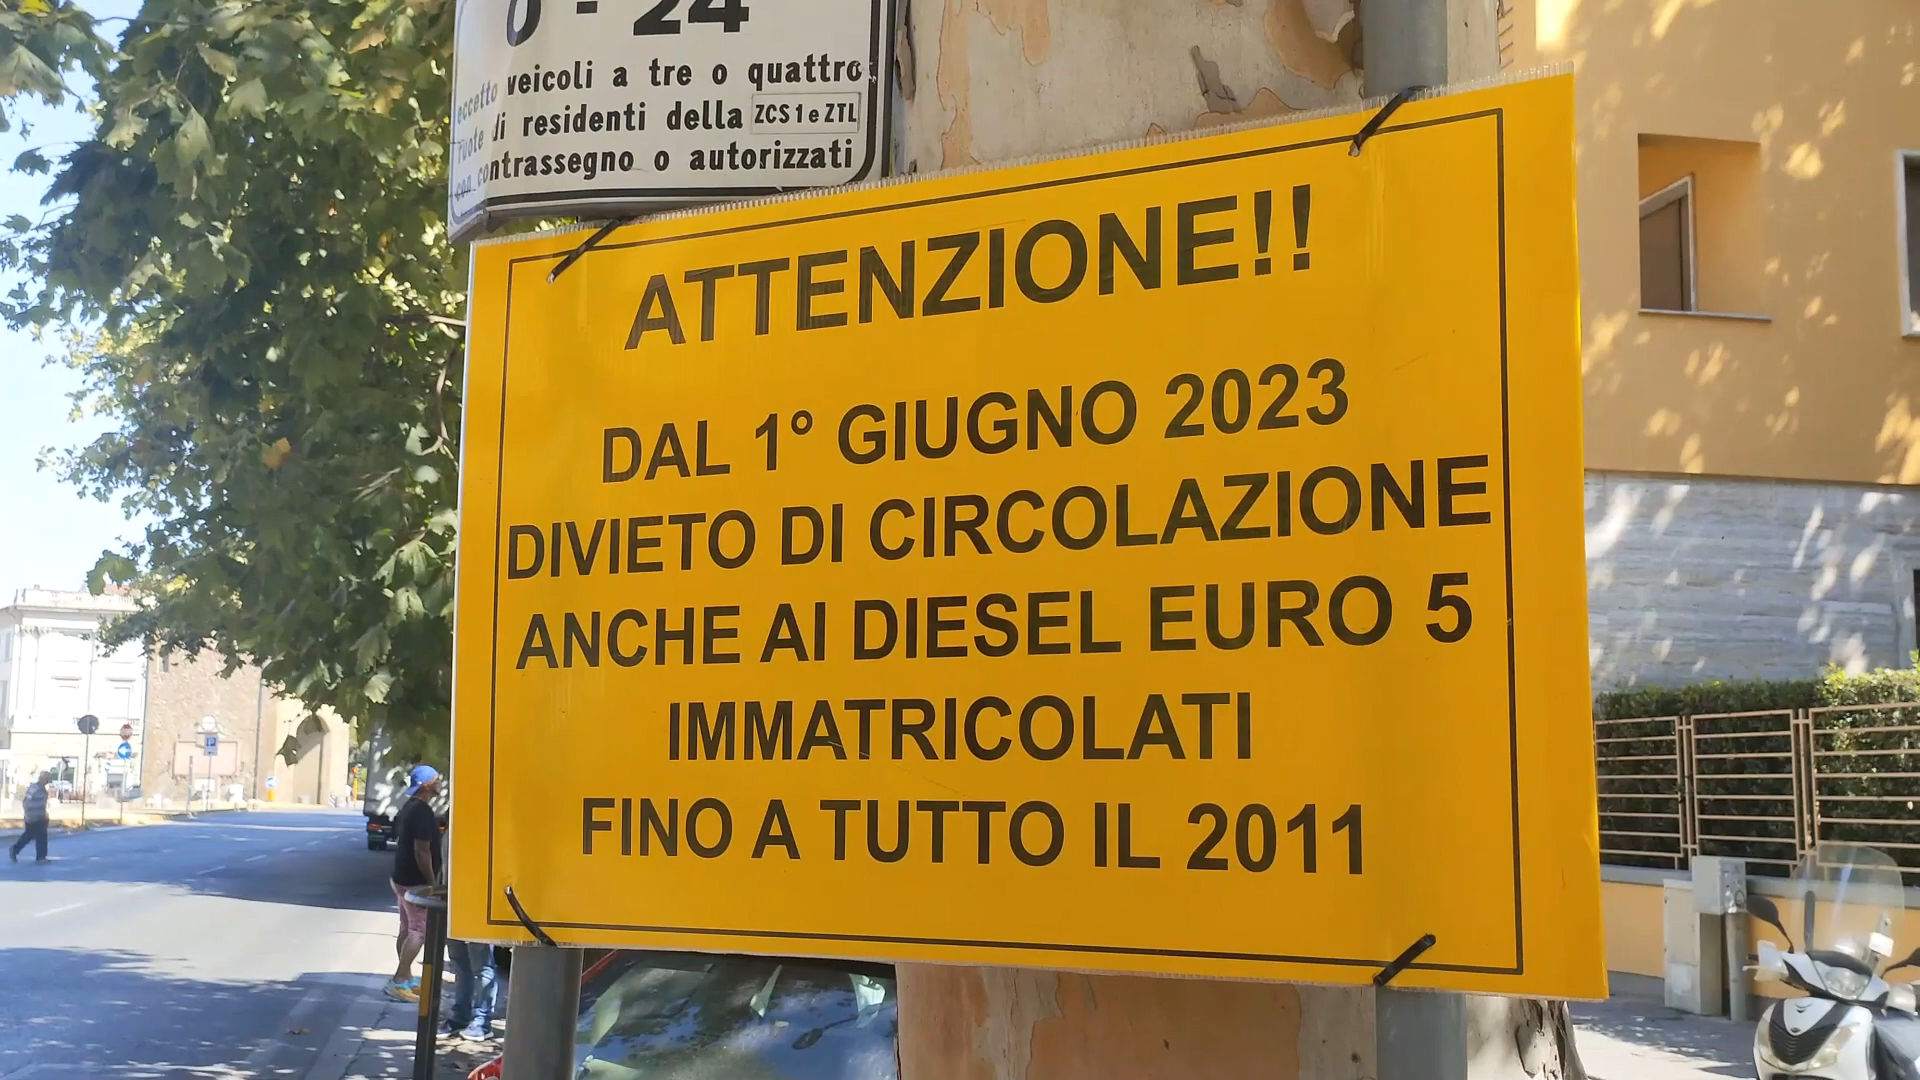 0 - 24
eccetto veicoli a tre o quattro
ruote di residenti della ZCS 1 e ZTL
con contrassegno o autorizzati
ATTENZIONE!!
DAL 1° GIUGNO 2023
DIVIETO DI CIRCOLAZIONE
ANCHE AI DIESEL EURO 5
IMMATRICOLATI
FINO A TUTTO IL 2011
P